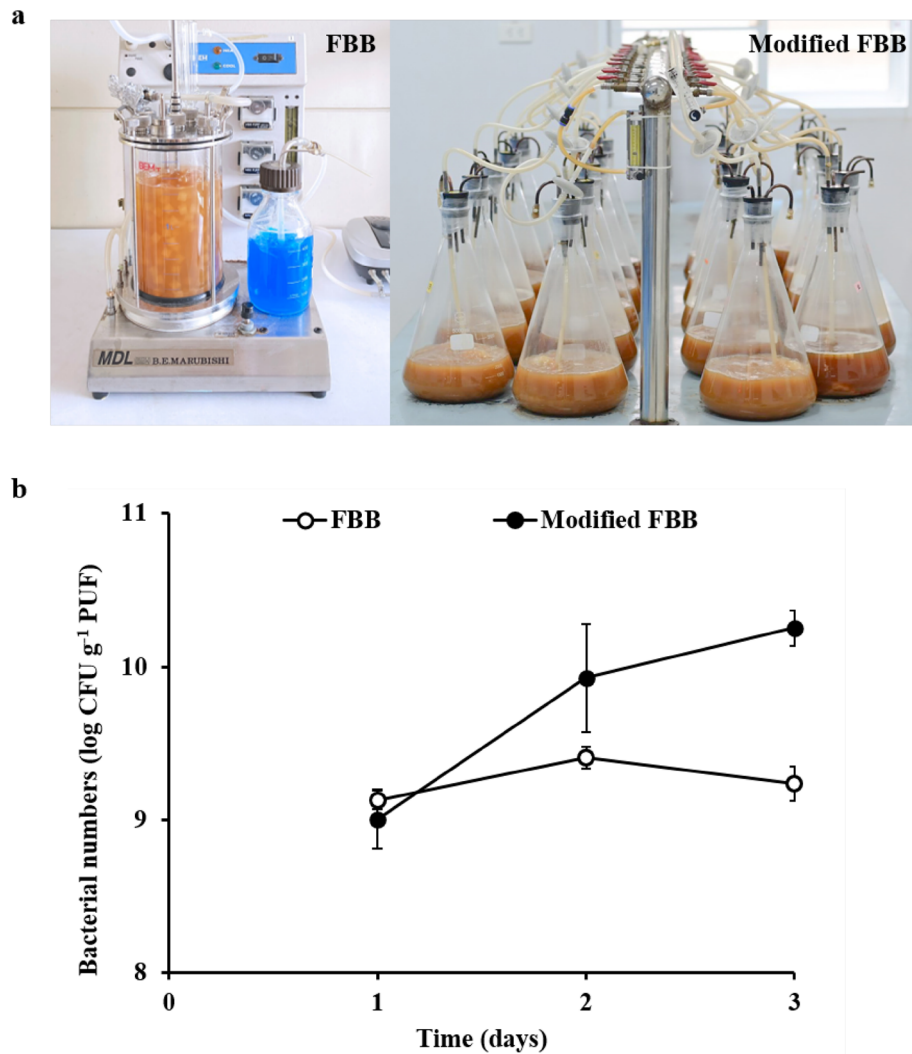 a
FBB
Modified FBB
MDL B.E.MARUBISHI
b
11
FBB
Modified FBB
10
9
8
0
1
2
3
Bacterial numbers (log CFU g⁻¹ PUF)
Time (days)